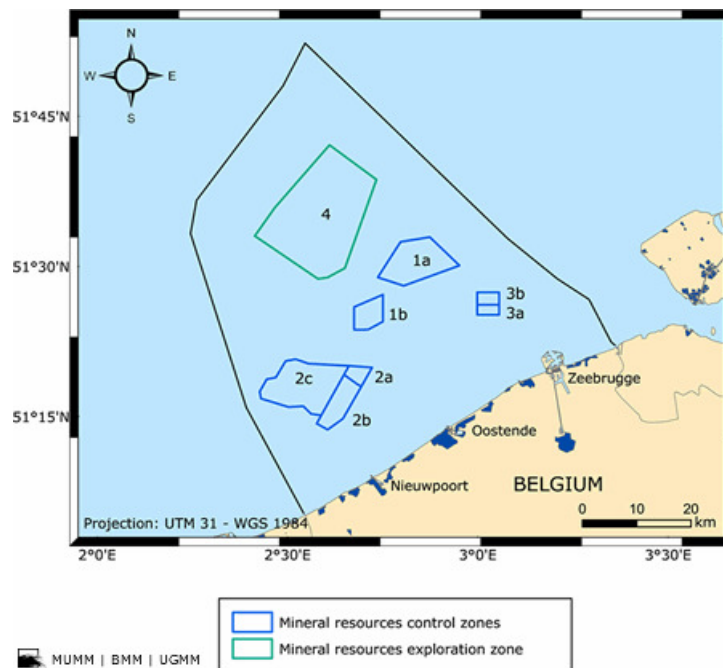 N
W E
S
51°45'N
4
51°30'N
1a
3b
1b
3a
2c
2a
Zeebrugge
51°15'N
2b
Oostende
Nieuwpoort
BELGIUM
Projection: UTM 31 - WGS 1984
0 10 20
km
2°0'E 2°30'E 3°0'E 3°30'E
Mineral resources control zones
Mineral resources exploration zone
MUMM | BMM | UGMM